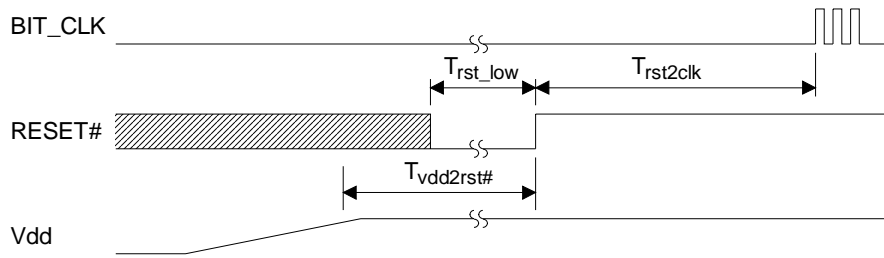 BIT_CLK
Trst_low Trst2clk
RESET#
Tvdd2rst#
Vdd